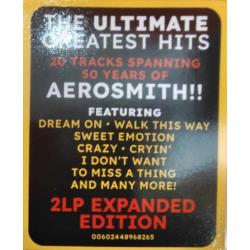 THE ULTIMATE
GREATEST HITS
20 TRACKS SPANNING
50 YEARS OF
AEROSMITH!!
FEATURING
DREAM ON • WALK THIS WAY
SWEET EMOTION
CRAZY • CRYIN'
I DON'T WANT
TO MISS A THING
AND MANY MORE!
2LP EXPANDED
EDITION
00602448968265